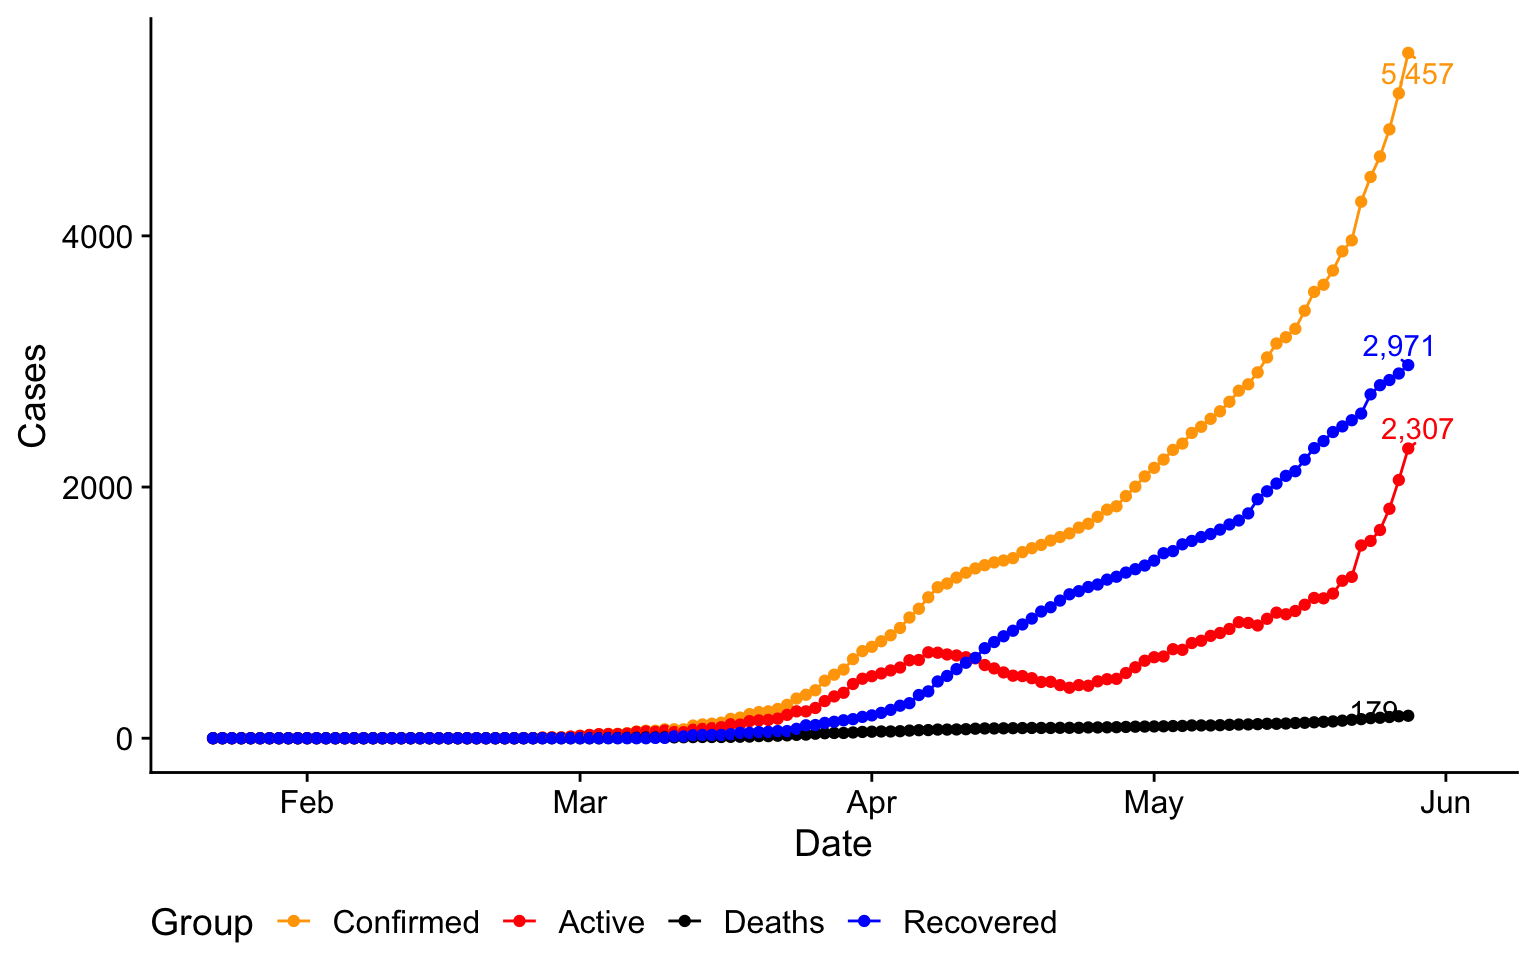 5,457
4000
2,971
2,307
2000
179
0
Feb Mar Apr May Jun
Date
Cases
Group Confirmed Active Deaths Recovered